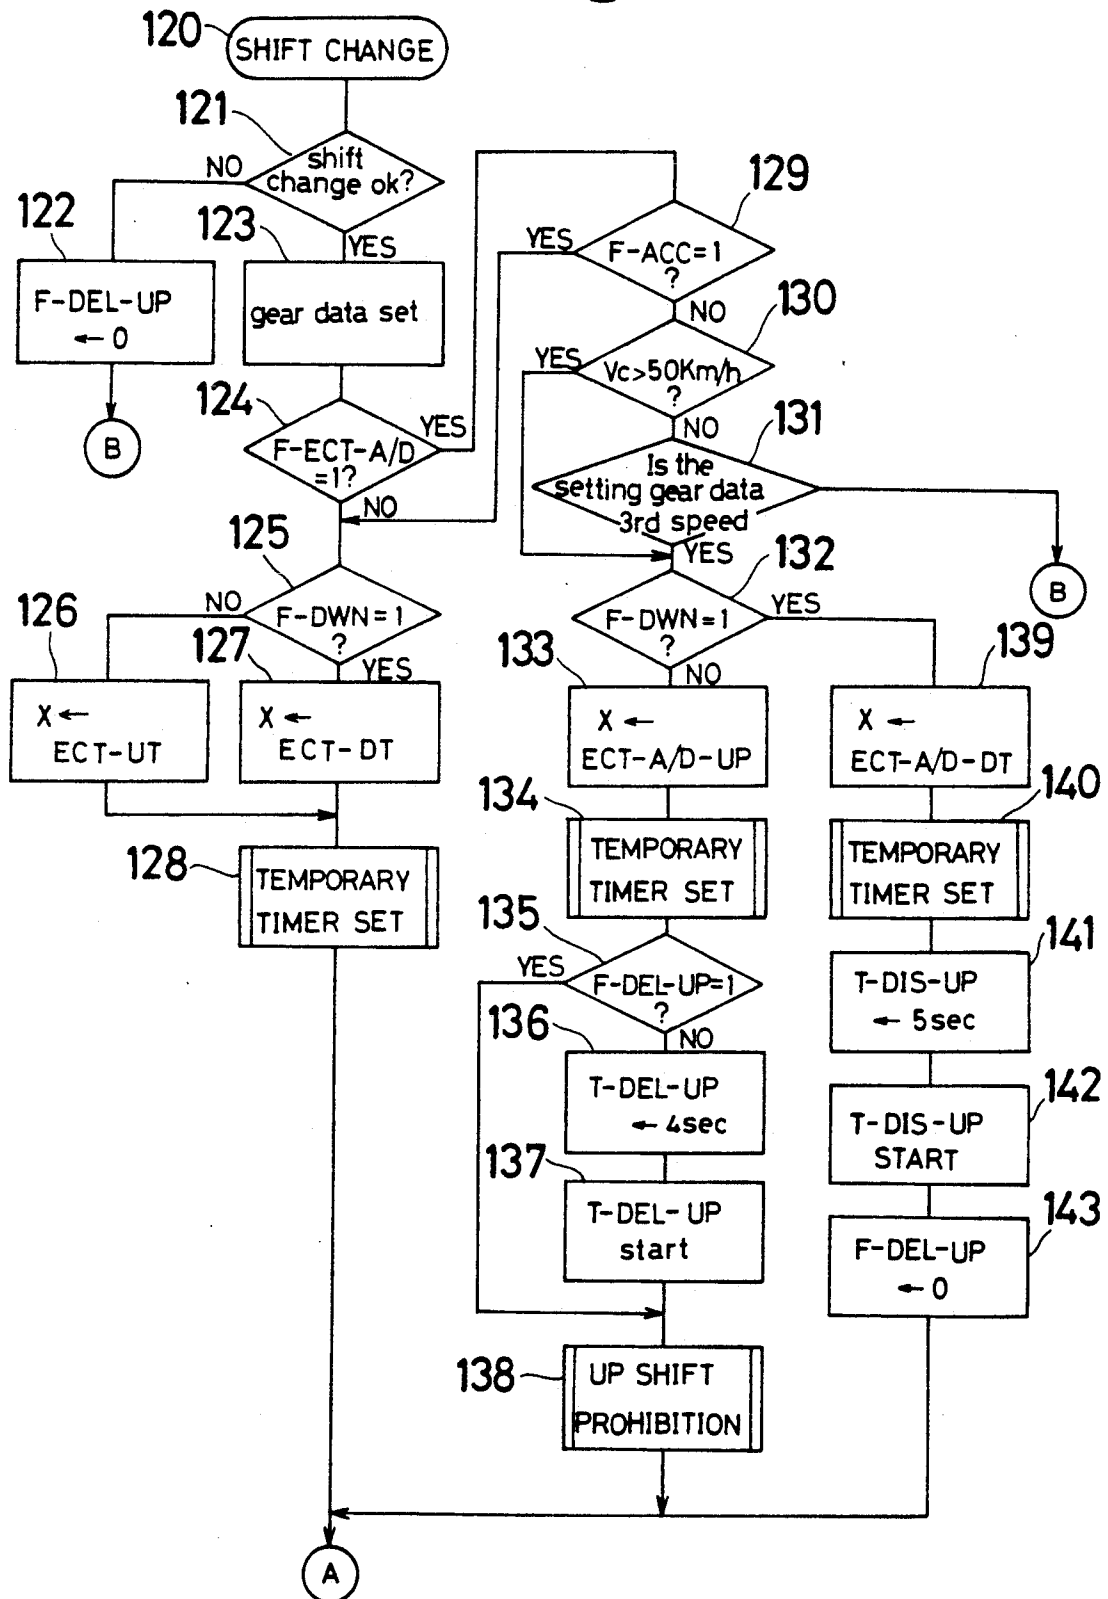 120
SHIFT CHANGE
121
shift
change ok?
NO
YES
122
F-DEL-UP
← 0
B
123
gear data set
124
F-ECT-A/D
=1?
YES
NO
125
F-DWN=1
?
NO
YES
126
X ←
ECT-UT
127
X ←
ECT-DT
128
TEMPORARY
TIMER SET
129
F-ACC=1
?
YES
NO
130
Vc>50Km/h
?
YES
NO
131
Is the
setting gear data
3rd speed
YES
B
132
F-DWN=1
?
YES
NO
133
X ←
ECT-A/D-UP
134
TEMPORARY
TIMER SET
135
F-DEL-UP=1
?
YES
NO
136
T-DEL-UP
← 4sec
137
T-DEL-UP
start
138
UP SHIFT
PROHIBITION
139
X ←
ECT-A/D-DT
140
TEMPORARY
TIMER SET
141
T-DIS-UP
← 5sec
142
T-DIS-UP
START
143
F-DEL-UP
← 0
A